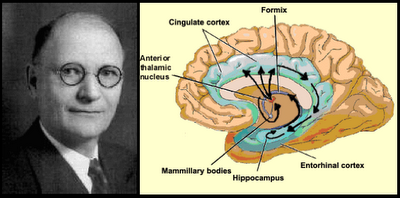 Fornix
Cingulate cortex
Anterior
thalamic
nucleus
Mammillary bodies
Hippocampus
Entorhinal cortex